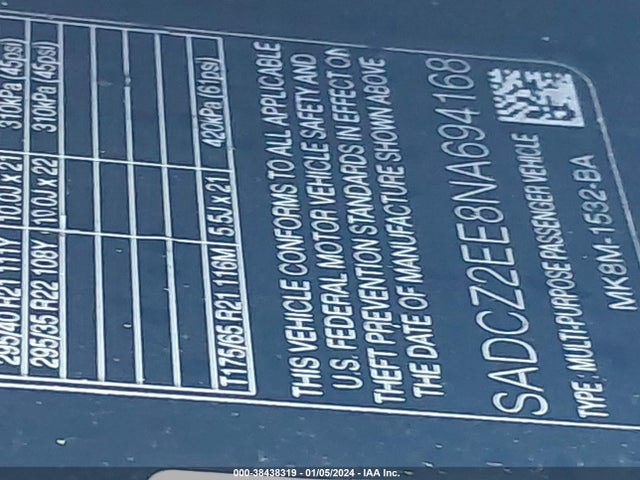 295/40 R21 111Y 10.0J x 21 310kPa (45psi)
295/35 R22 108Y 10.0J x 22 310kPa (45psi)
T175/65 R21 116M 5.5J x 21 420kPa (61psi)
THIS VEHICLE CONFORMS TO ALL APPLICABLE
U.S. FEDERAL MOTOR VEHICLE SAFETY AND
THEFT PREVENTION STANDARDS IN EFFECT ON
THE DATE OF MANUFACTURE SHOWN ABOVE
SADCZ2EE8NA694168
TYPE : MULTI-PURPOSE PASSENGER VEHICLE
MK8M-1532-BA
000-38438319 - 01/05/2024 - IAA Inc.